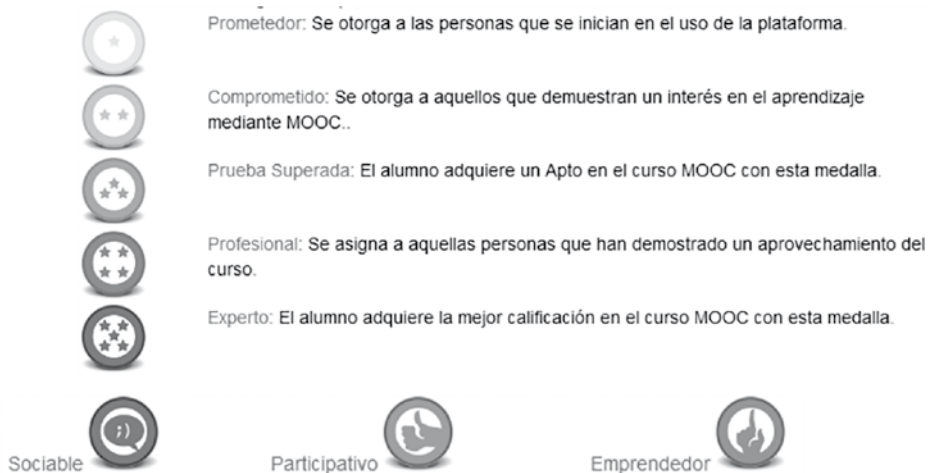 Prometedor: Se otorga a las personas que se inician en el uso de la plataforma.
Comprometido: Se otorga a aquellos que demuestran un interés en el aprendizaje
mediante MOOC..
Prueba Superada: El alumno adquiere un Apto en el curso MOOC con esta medalla.
Profesional: Se asigna a aquellas personas que han demostrado un aprovechamiento del
curso.
Experto: El alumno adquiere la mejor calificación en el curso MOOC con esta medalla.
;)
Sociable Participativo Emprendedor